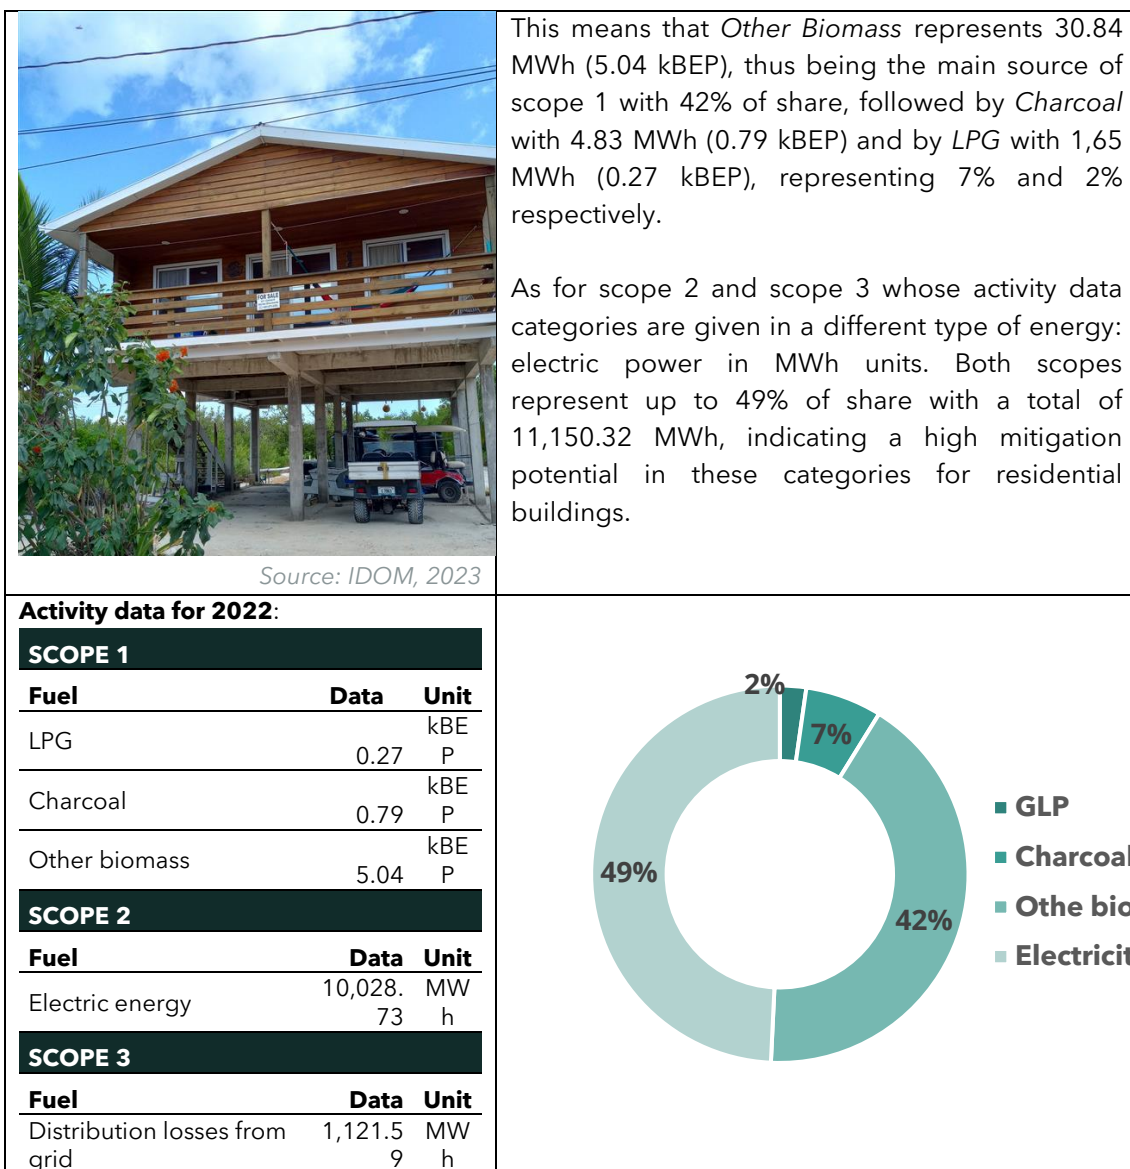 This means that Other Biomass represents 30.84
MWh (5.04 kBEP), thus being the main source of
scope 1 with 42% of share, followed by Charcoal
with 4.83 MWh (0.79 kBEP) and by LPG with 1,65
MWh (0.27 kBEP), representing 7% and 2%
respectively.
As for scope 2 and scope 3 whose activity data
categories are given in a different type of energy:
electric power in MWh units. Both scopes
represent up to 49% of share with a total of
11,150.32 MWh, indicating a high mitigation
potential in these categories for residential
buildings.
FOR SALE
Source: IDOM, 2023
Activity data for 2022:
SCOPE 1
Fuel Data Unit
LPG 0.27 kBE
P
Charcoal 0.79 kBE
P
Other biomass 5.04 kBE
P
SCOPE 2
Fuel Data Unit
Electric energy 10,028. MW
73 h
SCOPE 3
Fuel Data Unit
Distribution losses from 1,121.5 MW
grid 9 h
2%
7%
42%
49%
GLP
Charcoal
Othe bio
Electricit